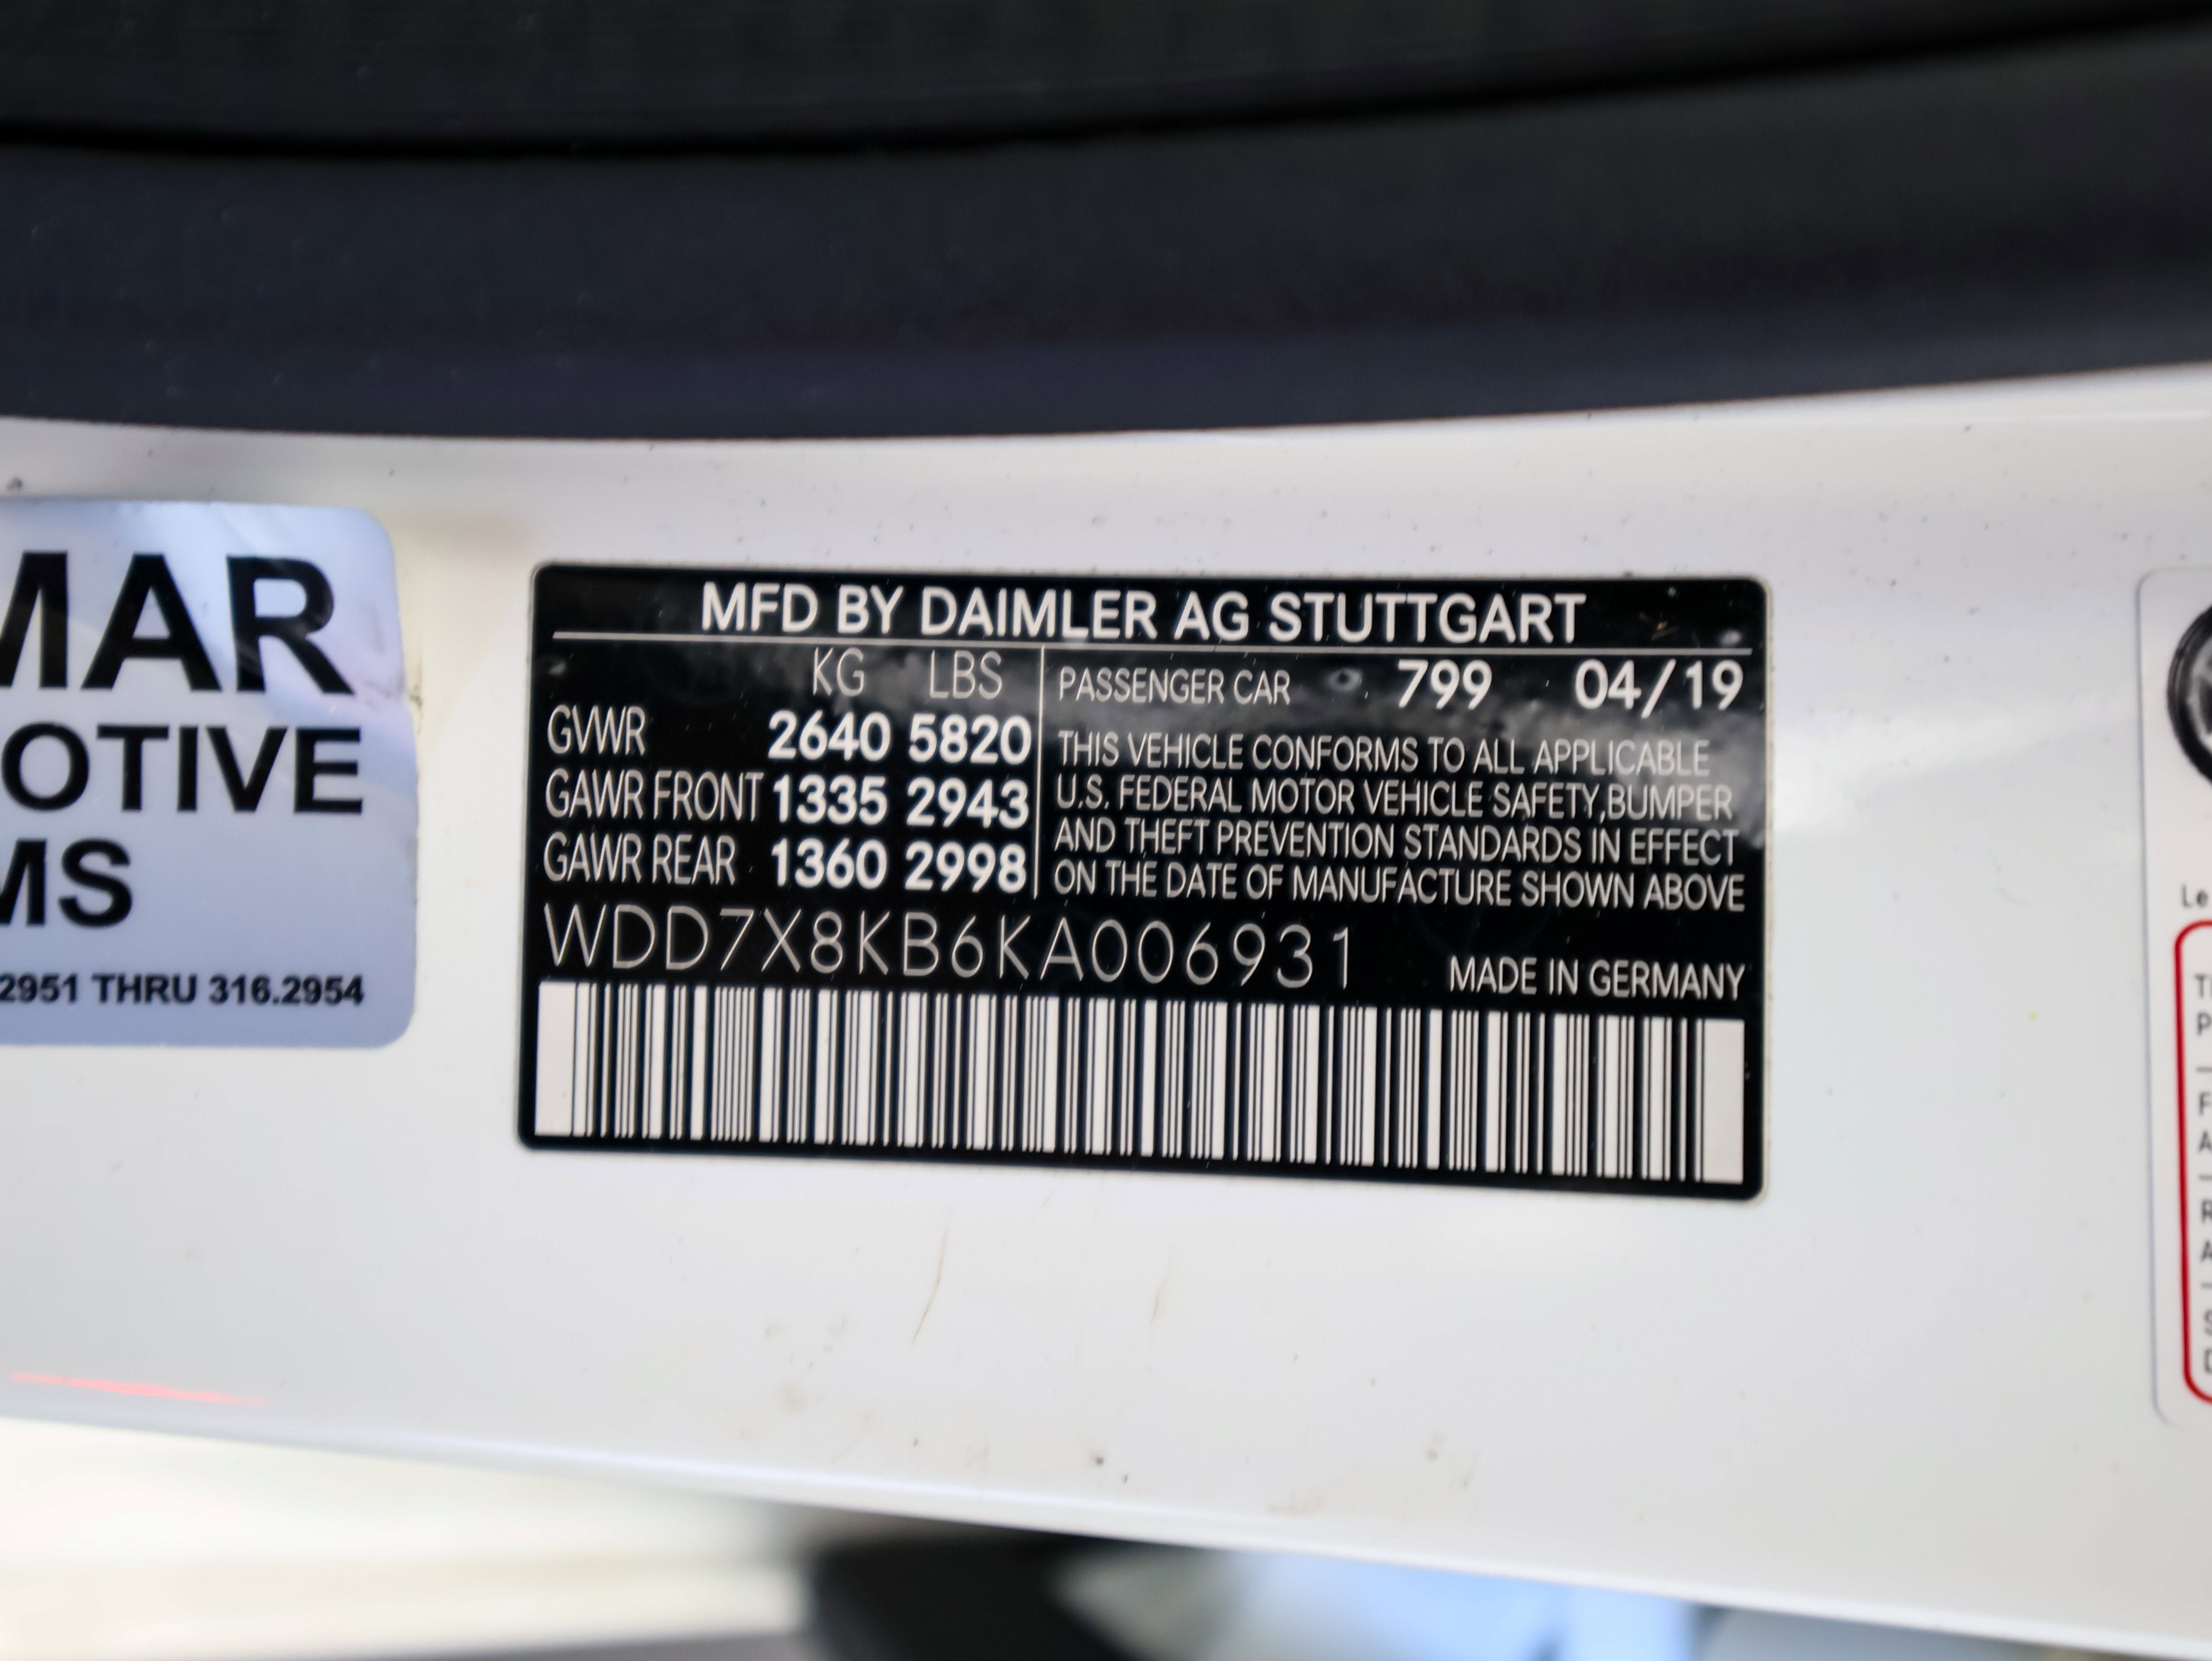 MAR
OTIVE
MS
2951 THRU 316.2954
MFD BY DAIMLER AG STUTTGART
KG LBS
GVWR 2640 5820
GAWR FRONT 1335 2943
GAWR REAR 1360 2998
PASSENGER CAR 799 04/19
THIS VEHICLE CONFORMS TO ALL APPLICABLE
U.S. FEDERAL MOTOR VEHICLE SAFETY,BUMPER
AND THEFT PREVENTION STANDARDS IN EFFECT
ON THE DATE OF MANUFACTURE SHOWN ABOVE
WDD7X8KB6KA006931
MADE IN GERMANY
Le